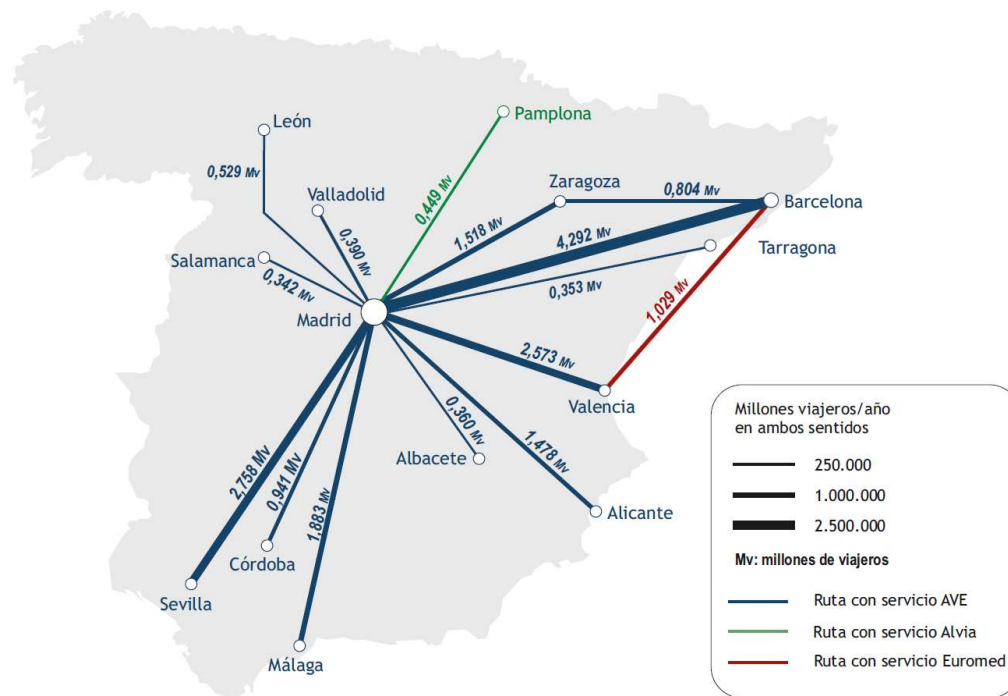 Pamplona
León
0,529 Mv
Valladolid
0,449 Mv
Zaragoza
0,804 Mv
Barcelona
0,390 Mv
1,518 Mv
4,292 Mv
Salamanca
Tarragona
0,342 Mv
0,353 Mv
Madrid
1,029 Mv
2,573 Mv
Valencia
0,360 Mv
Albacete
1,478 Mv
2,758 Mv
0,941 Mv
1,883 Mv
Alicante
Córdoba
Sevilla
Málaga
Millones viajeros/año
en ambos sentidos
250.000
1.000.000
2.500.000
Mv: millones de viajeros
Ruta con servicio AVE
Ruta con servicio Alvia
Ruta con servicio Euromed